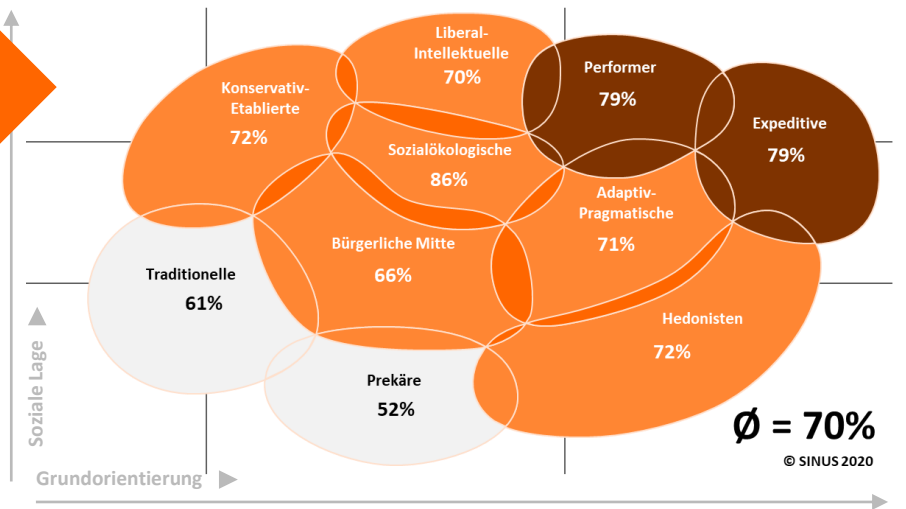 Liberal-
Intellektuelle
70%
Performer
79%
Konservativ-
Etablierte
72%
Expeditive
79%
Sozialökologische
86%
Adaptiv-
Pragmatische
71%
Bürgerliche Mitte
66%
Traditionelle
61%
Hedonisten
72%
Prekäre
52%
Ø = 70%
© SINUS 2020
Soziale Lage
Grundorientierung